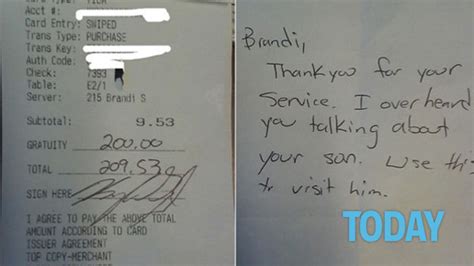 Acct #:
Card Entry: SWIPED
Trans Type: PURCHASE
Trans Key:
Auth Code:
Check: 7393
Table: E2/1
Server: 215 Brandi S
Subtotal: 9.53
GRATUITY 200.00
TOTAL 209.53
SIGN HERE
I AGREE TO PAY THE ABOVE TOTAL
AMOUNT ACCORDING TO CARD
ISSUER AGREEMENT
TOP COPY-MERCHANT
Brandi,
Thank you for your
Service. I overheard
you talking about
your son. Use this
to visit him.
TODAY